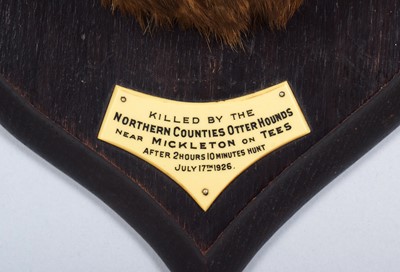 KILLED BY THE
NORTHERN COUNTIES OTTER HOUNDS
NEAR MICKLETON ON TEES
AFTER 2 HOURS 10 MINUTES HUNT
JULY 17TH 1926.